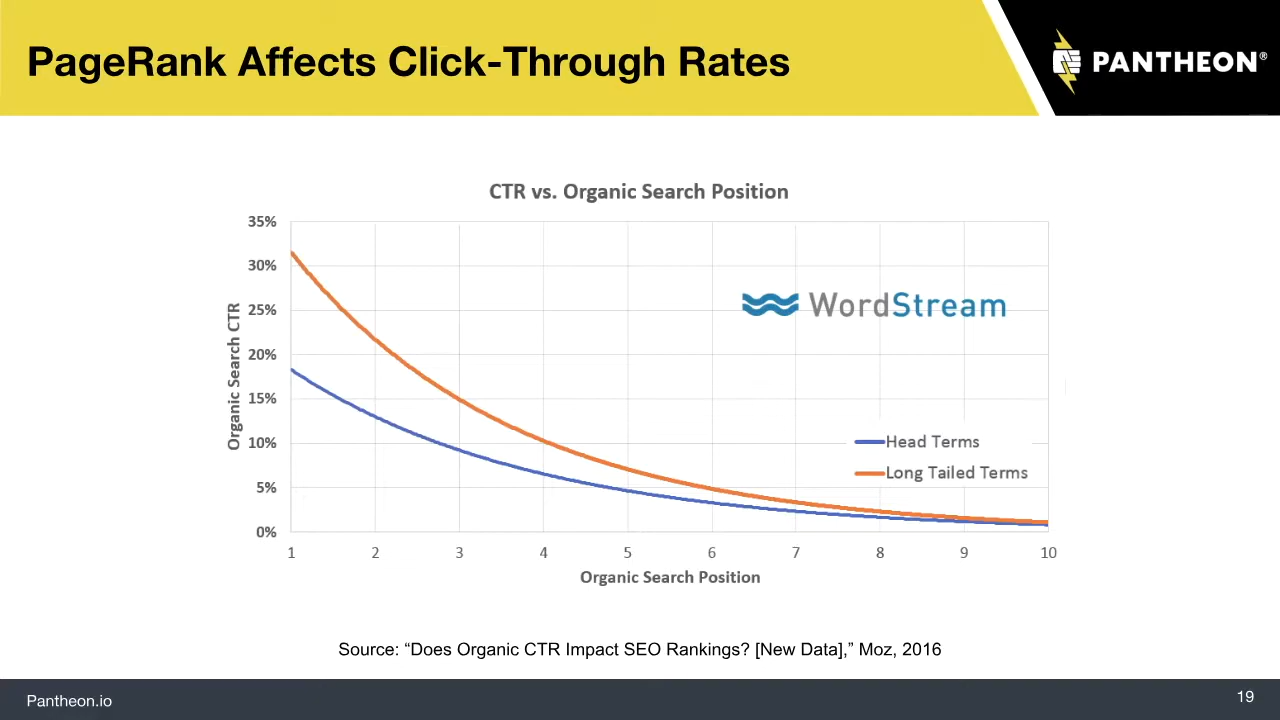 PageRank Affects Click-Through Rates
PANTHEON®
CTR vs. Organic Search Position
35%
30%
25%
20%
15%
10%
5%
0%
Organic Search CTR
WordStream
Head Terms
Long Tailed Terms
1 2 3 4 5 6 7 8 9 10
Organic Search Position
Source: “Does Organic CTR Impact SEO Rankings? [New Data],” Moz, 2016
Pantheon.io
19